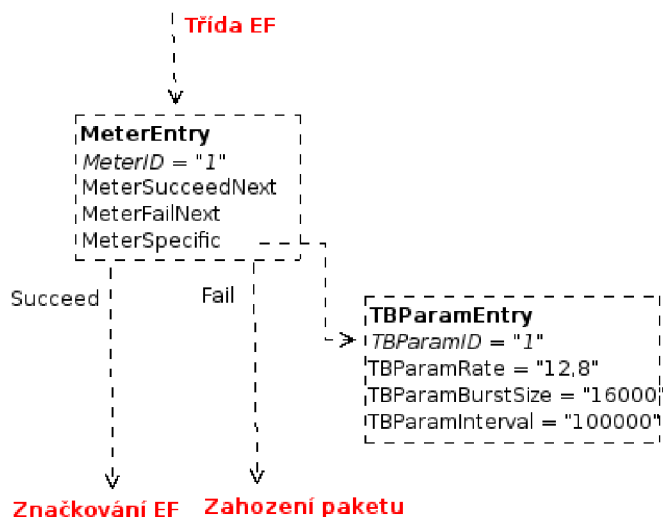 Třída EF
MeterEntry
MeterID = "1"
MeterSucceedNext
MeterFailNext
MeterSpecific
Succeed
Fail
TBParamEntry
TBParamID = "1"
TBParamRate = "12,8"
TBParamBurstSize = "16000"
TBParamInterval = "100000"
Značkování EF
Zahození paketu